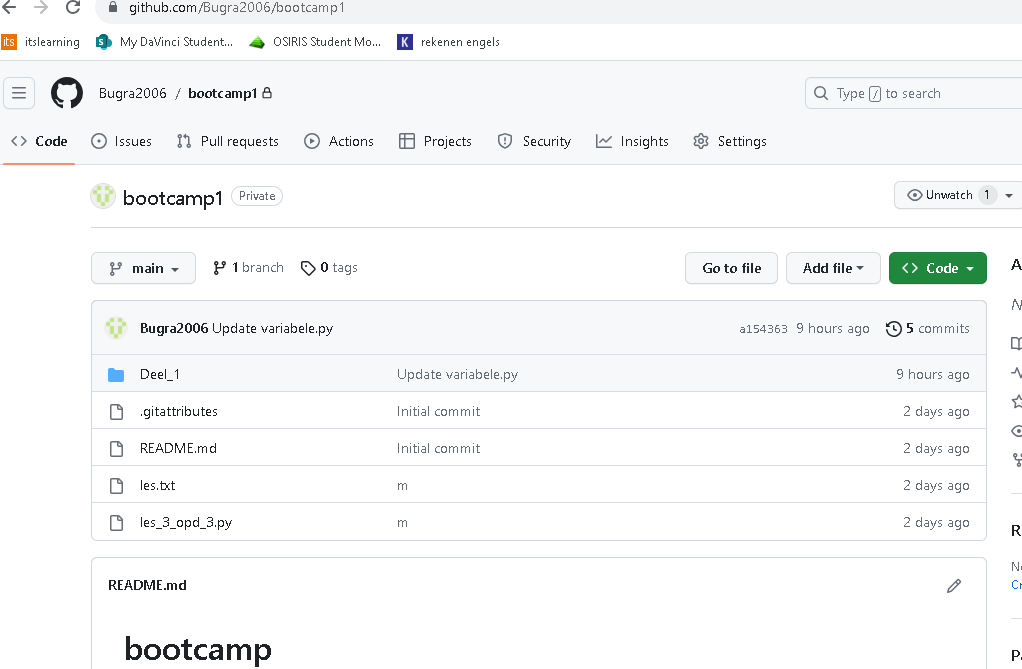 github.com/Bugra2006/bootcamp1
its itslearning S My DaVinci Student... OSIRIS Student Mo... K rekenen engels
Bugra2006 / bootcamp1 Type / to search
Code Issues Pull requests Actions Projects Security Insights Settings
bootcamp1 Private Unwatch 1
main 1 branch 0 tags Go to file Add file Code
Bugra2006 Update variabele.py a154363 9 hours ago 5 commits
Deel_1 Update variabele.py 9 hours ago
.gitattributes Initial commit 2 days ago
README.md Initial commit 2 days ago
les.txt m 2 days ago
les_3_opd_3.py m 2 days ago
README.md
bootcamp